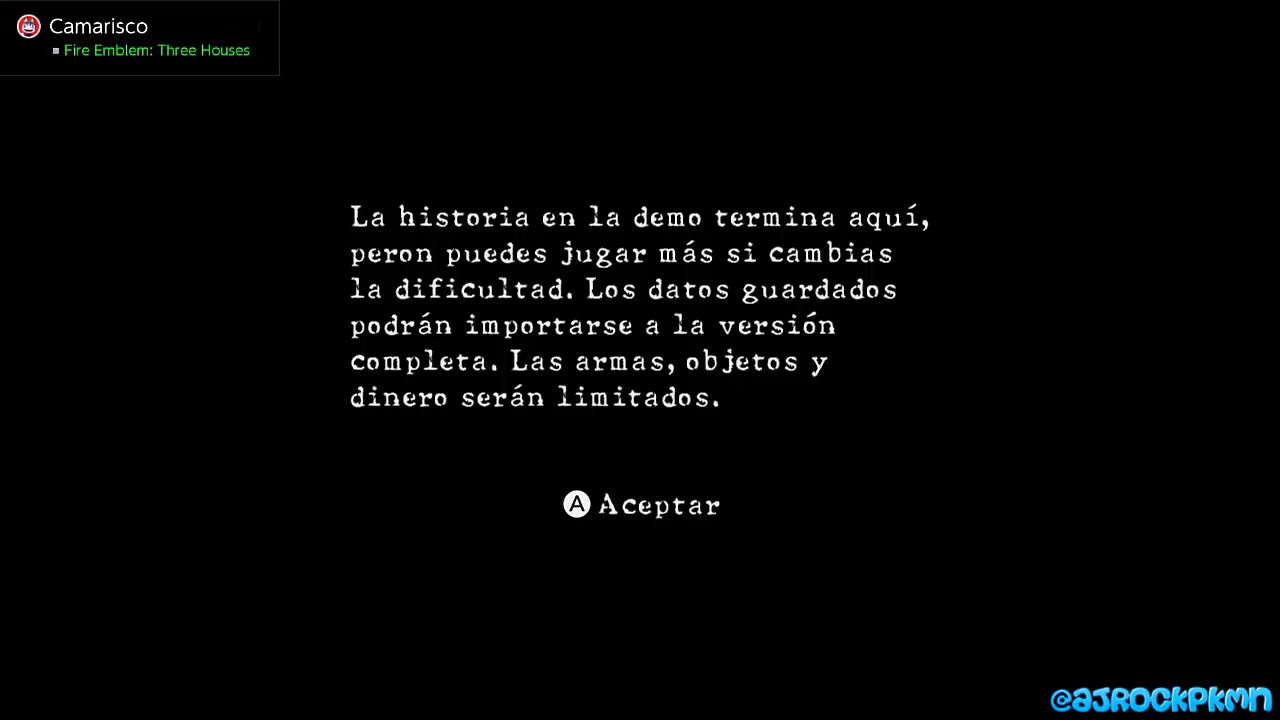 Camarisco
Fire Emblem: Three Houses
La historia en la demo termina aquí,
peron puedes jugar más si cambias
la dificultad. Los datos guardados
podrán importarse a la versión
completa. Las armas, objetos y
dinero serán limitados.
A Aceptar
@AJROCKPKMN